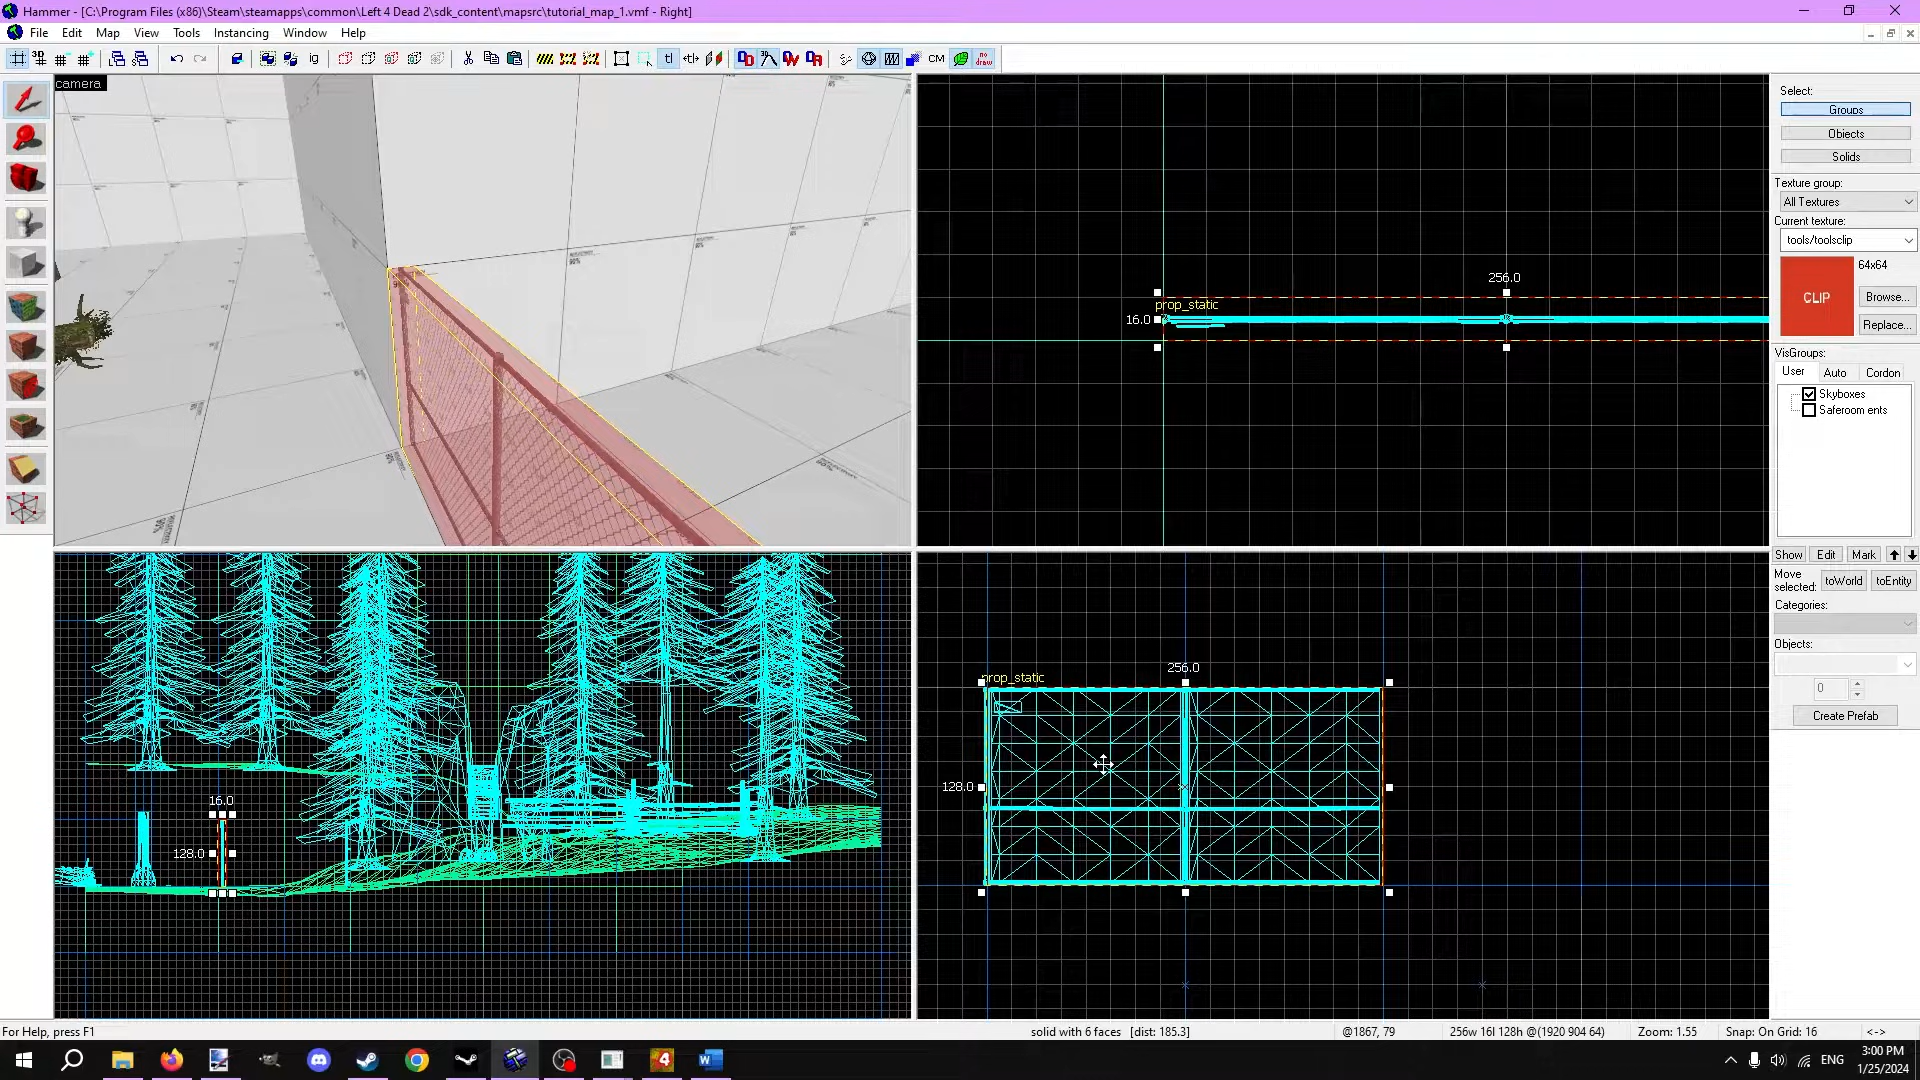 Hammer - [C:\Program Files (x86)\Steam\steamapps\common\Left 4 Dead 2\sdk_content\mapsrc\tutorial_map_1.vmf - Right]
File Edit Map View Tools Instancing Window Help
3D ig tl CM no draw
camera
Select:
Groups
Objects
Solids
Texture group:
All Textures
Current texture:
tools/toolsclip
64x64
CLIP
Browse...
Replace...
VisGroups:
User Auto Cordon
Skyboxes
Saferoom ents
Show Edit Mark
Move selected:
toWorld toEntity
Categories:
Objects:
0
Create Prefab
256.0
prop_static
16.0
16.0
128.0
256.0
prop_static
128.0
For Help, press F1
solid with 6 faces [dist: 185.3]
@1867, 79
256w 16l 128h @(1920 904 64)
Zoom: 1.55
Snap: On Grid: 16
<->
ENG
3:00 PM
1/25/2024